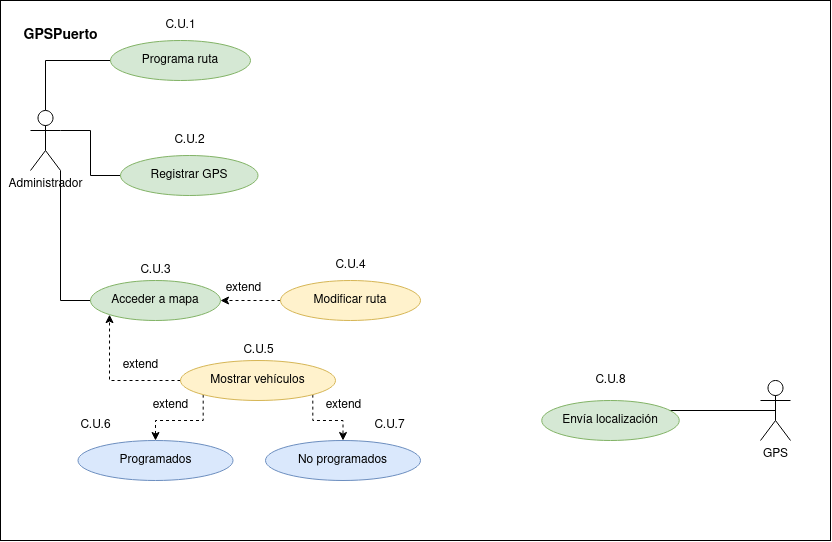 GPSPuerto
C.U.1
Programa ruta
C.U.2
Registrar GPS
Administrador
C.U.3
Acceder a mapa
extend
C.U.4
Modificar ruta
C.U.5
Mostrar vehículos
extend
extend
extend
C.U.6
Programados
C.U.7
No programados
C.U.8
Envía localización
GPS